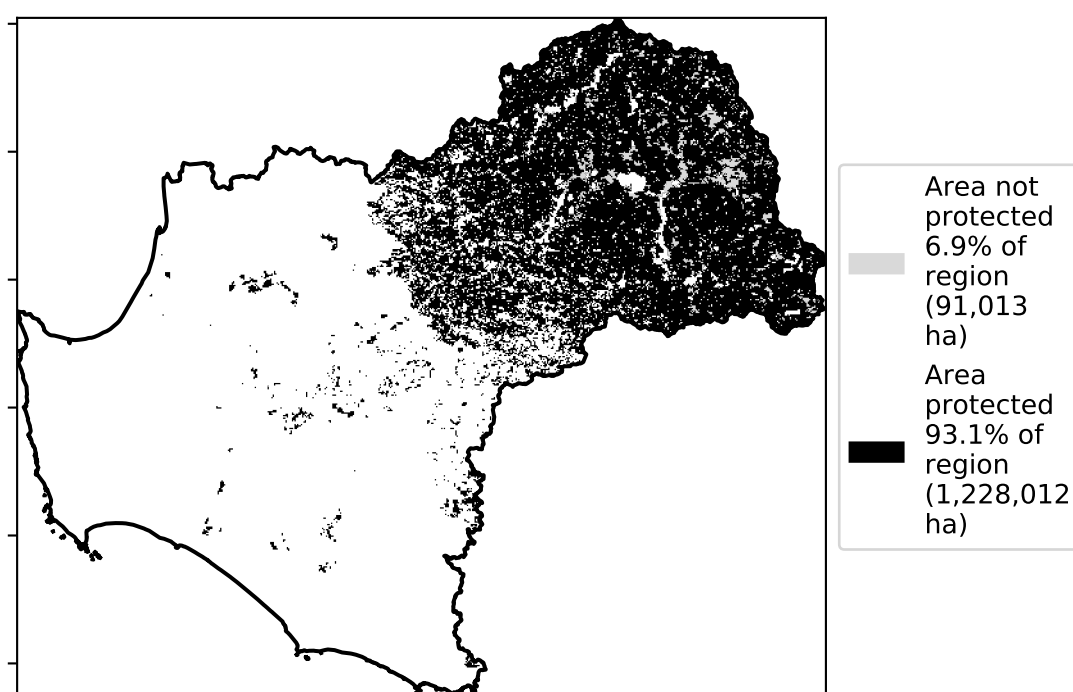 Area not
protected
6.9% of
region
(91,013
ha)
Area
protected
93.1% of
region
(1,228,012
ha)